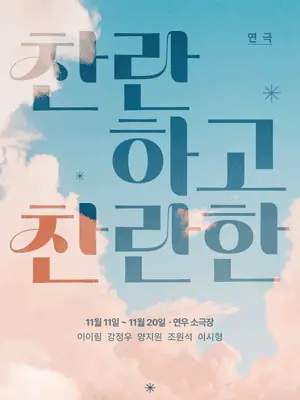 연극
찬란
하고
찬란한
11월 11일 ~ 11월 20일 · 연우 소극장
이이림 강정우 양지원 조원석 이시형